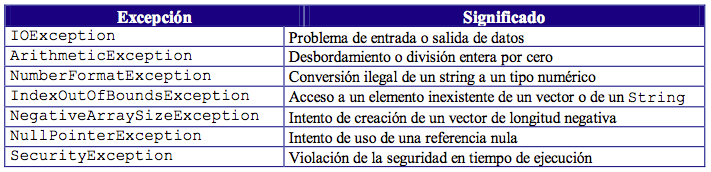 Excepción Significado
IOException Problema de entrada o salida de datos
ArithmeticException Desbordamiento o división entera por cero
NumberFormatException Conversión ilegal de un string a un tipo numérico
IndexOutOfBoundsException Acceso a un elemento inexistente de un vector o de un String
NegativeArraySizeException Intento de creación de un vector de longitud negativa
NullPointerException Intento de uso de una referencia nula
SecurityException Violación de la seguridad en tiempo de ejecución